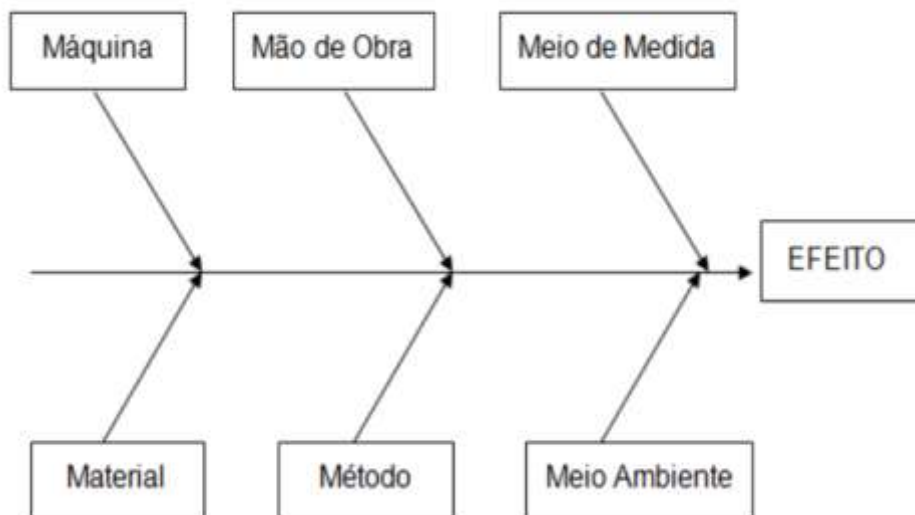 Máquina
Mão de Obra
Meio de Medida
EFEITO
Material
Método
Meio Ambiente